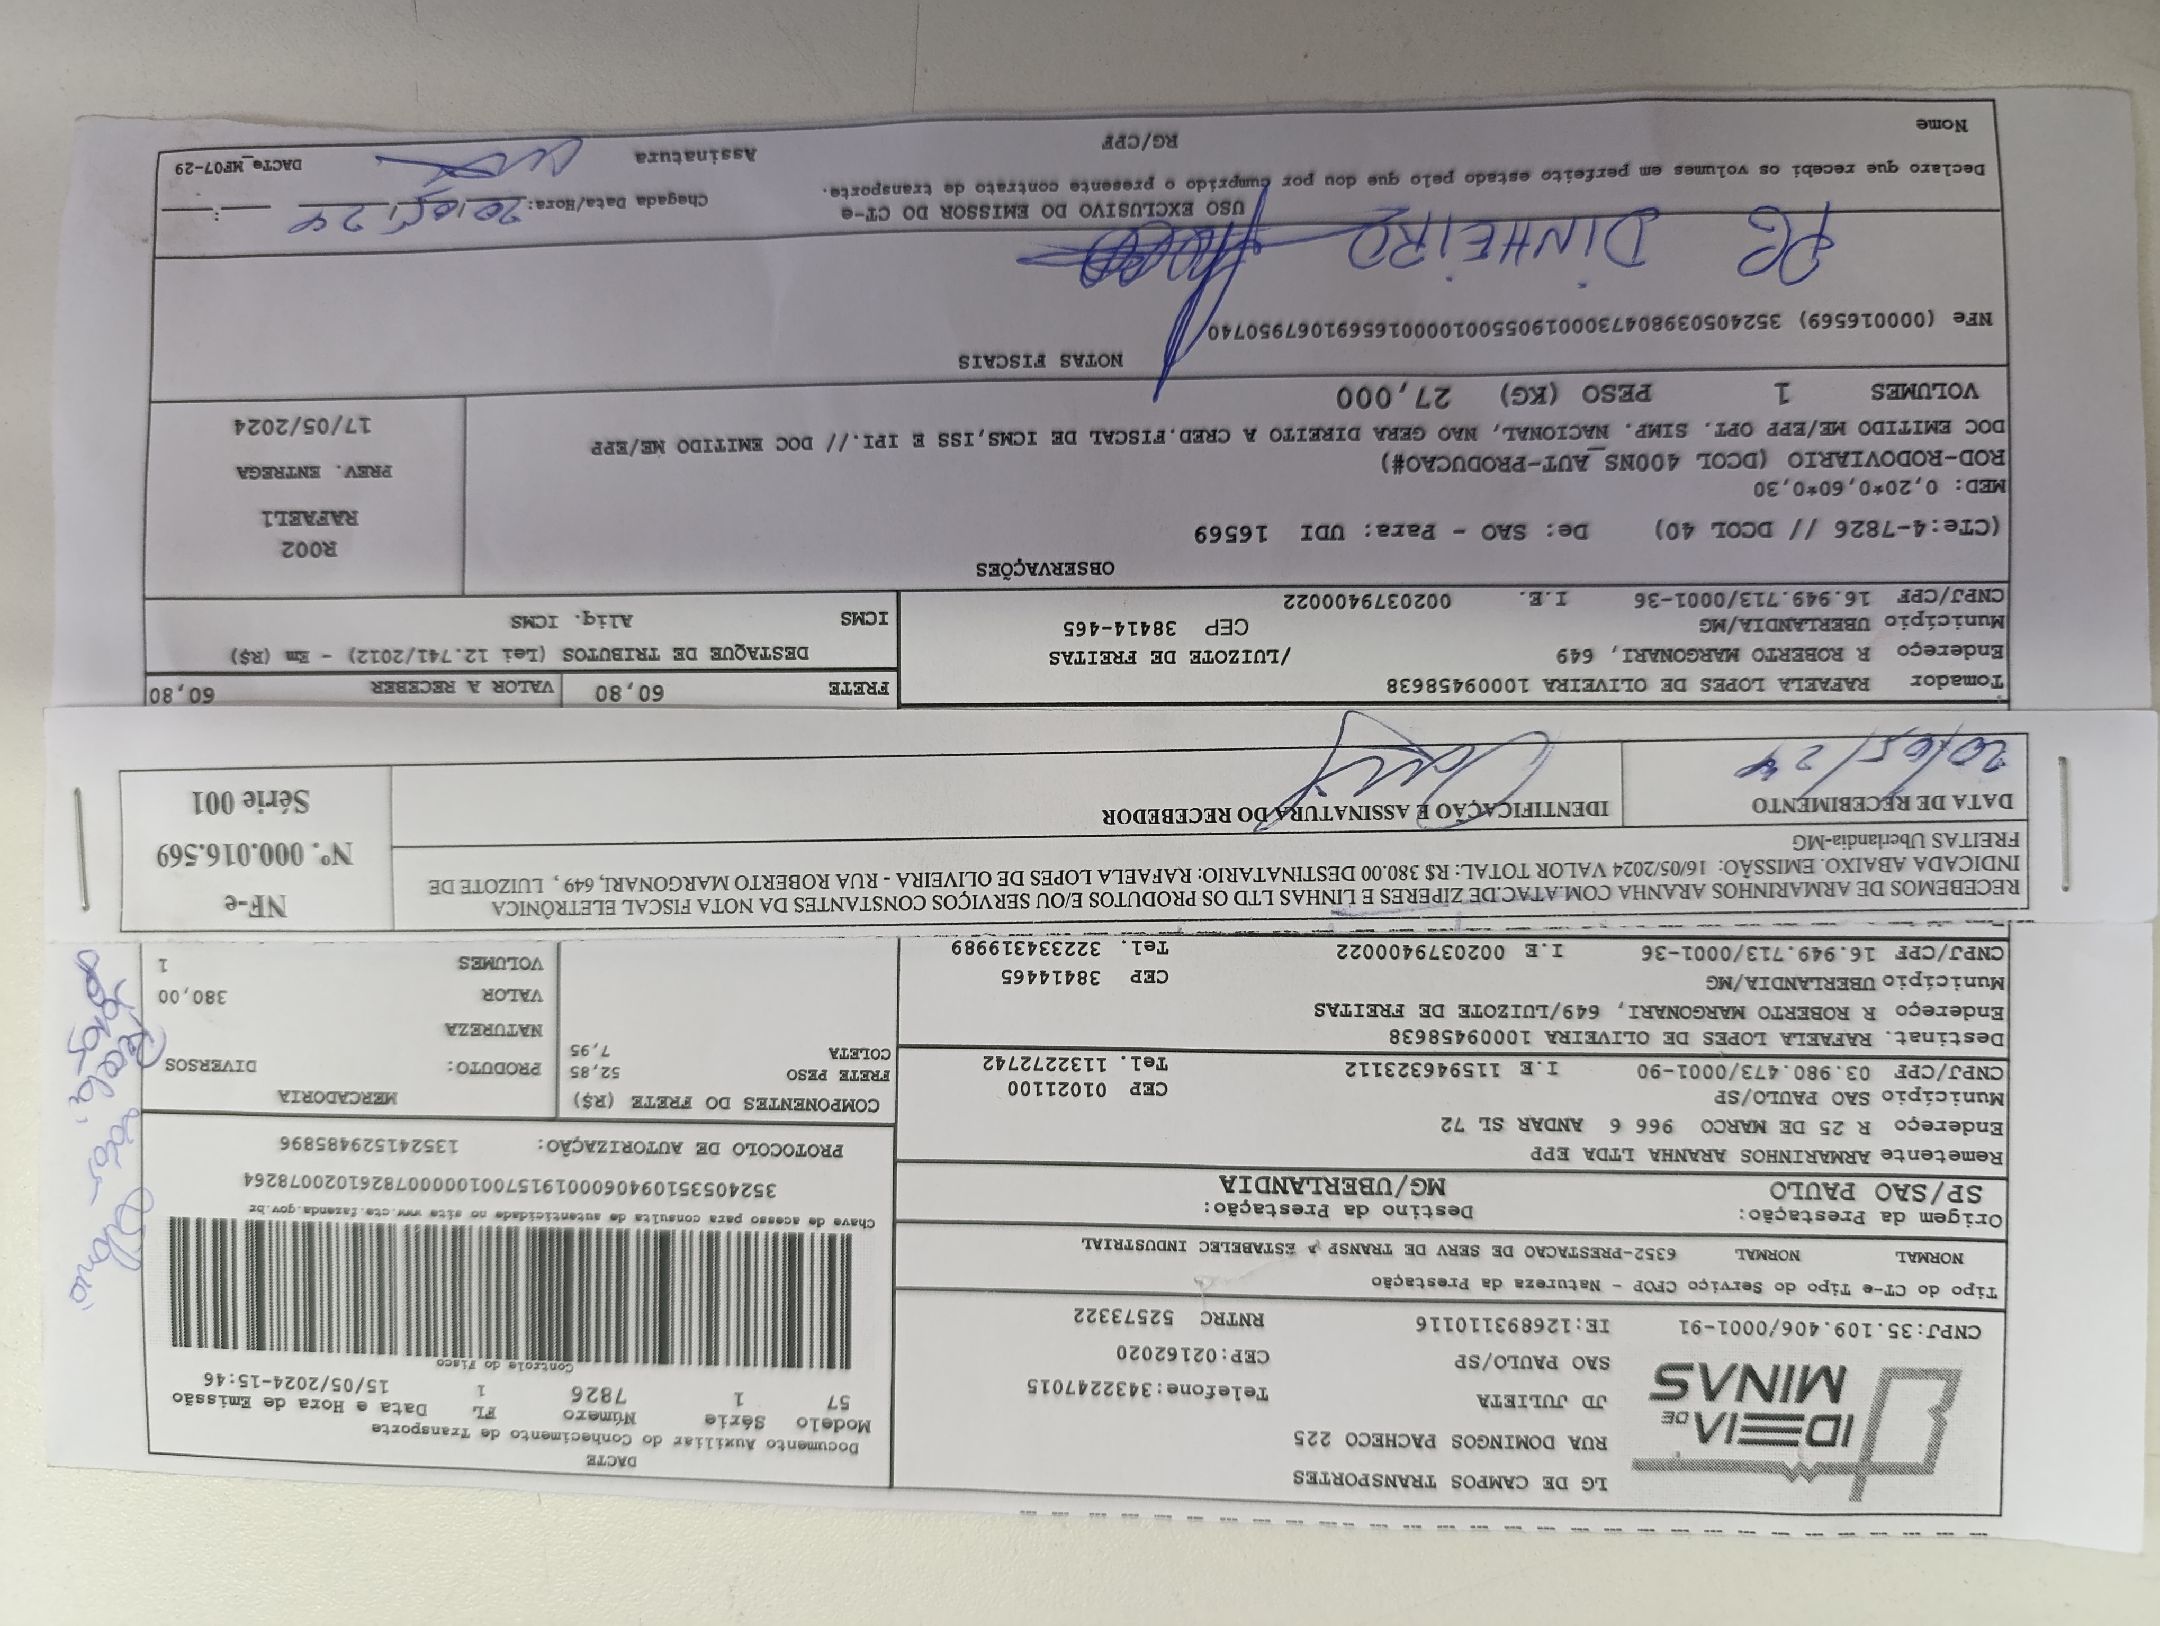 IDEIA DE
MINAS
LG DE CAMPOS TRANSPORTES
RUA DOMINGOS PACHECO 225
JD JULIETA Telefone:3432247015
SAO PAULO/SP CEP:02162020
CNPJ:35.109.406/0001-91 IE:126893110116 RNTRC 52573322
DACTE
Documento Auxiliar do Conhecimento de Transporte
Modelo Série Número FL Data e Hora de Emissão
57 1 7826 1 15/05/2024-15:46
Controle do Fisco
Chave de acesso para consulta de autenticidade no site www.cte.fazenda.gov.br
35240535109406000191570010000078261020078264
PROTOCOLO DE AUTORIZAÇÃO: 135241529485896
Tipo do CT-e Tipo do Serviço CFOP - Natureza da Prestação
NORMAL NORMAL 6352-PRESTACAO DE SERV DE TRANSP A ESTABELEC INDUSTRIAL
Origem da Prestação: Destino da Prestação:
SP/SAO PAULO MG/UBERLANDIA
Remetente ARMARINHOS ARANHA LTDA EPP
Endereço R 25 DE MARCO 966 6 ANDAR SL 72
Município SAO PAULO/SP CEP 01021100
CNPJ/CPF 03.980.473/0001-90 I.E 115946323112 Tel. 1132272742
Destinat. RAFAELA LOPES DE OLIVEIRA 10009458638
Endereço R ROBERTO MARGONARI, 649/LUIZOTE DE FREITAS
Município UBERLANDIA/MG CEP 38414465
CNPJ/CPF 16.949.713/0001-36 I.E 0020379400022 Tel. 323343199​89
COMPONENTES DO FRETE (R$)
FRETE PESO 52,85
COLETA 7,95
MERCADORIA
PRODUTO: DIVERSOS
NATUREZA
VALOR 380,00
VOLUMES 1
RECEBEMOS DE ARMARINHOS ARANHA COM.ATAC.DE ZIPERES E LINHAS LTD OS PRODUTOS E/OU SERVIÇOS CONSTANTES DA NOTA FISCAL ELETRÔNICA
INDICADA ABAIXO. EMISSÃO: 16/05/2024 VALOR TOTAL: R$ 380.00 DESTINATARIO: RAFAELA LOPES DE OLIVEIRA - RUA ROBERTO MARGONARI, 649, LUIZOTE DE
FREITAS Uberlandia-MG
DATA DE RECEBIMENTO
20/05/24
IDENTIFICAÇÃO E ASSINATURA DO RECEBEDOR
NF-e
Nº. 000.016.569
Série 001
Tomador RAFAELA LOPES DE OLIVEIRA 10009458638
Endereço R ROBERTO MARGONARI, 649 /LUIZOTE DE FREITAS
Município UBERLANDIA/MG CEP 38414-465
CNPJ/CPF 16.949.713/0001-36 I.E. 0020379400022
FRETE 60,80 VALOR A RECEBER 60,80
DESTAQUE DE TRIBUTOS (Lei 12.741/2012) - Em (R$)
ICMS Aliq. ICMS
OBSERVAÇÕES
(CTe:4-7826 // DCOL 40) De: SAO - Para: UDI 16569
MED: 0,20*0,60*0,30
ROD-RODOVIARIO (DCOL 400NS_AUT-PRODUCAO#)
DOC EMITIDO ME/EPP OPT. SIMP. NACIONAL, NAO GERA DIREITO A CRED.FISCAL DE ICMS,ISS E IPI.// DOC EMITIDO ME/EPP
R002
RAFAELI
PREV. ENTREGA
17/05/2024
VOLUMES 1 PESO (KG) 27,000
NOTAS FISCAIS
NFe (000016569) 35240503980473000190550010000165691067950740
PG DINHEIRO
USO EXCLUSIVO DO EMISSOR DO CT-e
Declaro que recebi os volumes em perfeito estado pelo que dou por cumprido o presente contrato de transporte.
Chegada Data/Hora: 20/05/24
Nome RG/CPF Assinatura
DACTe_MF07-29